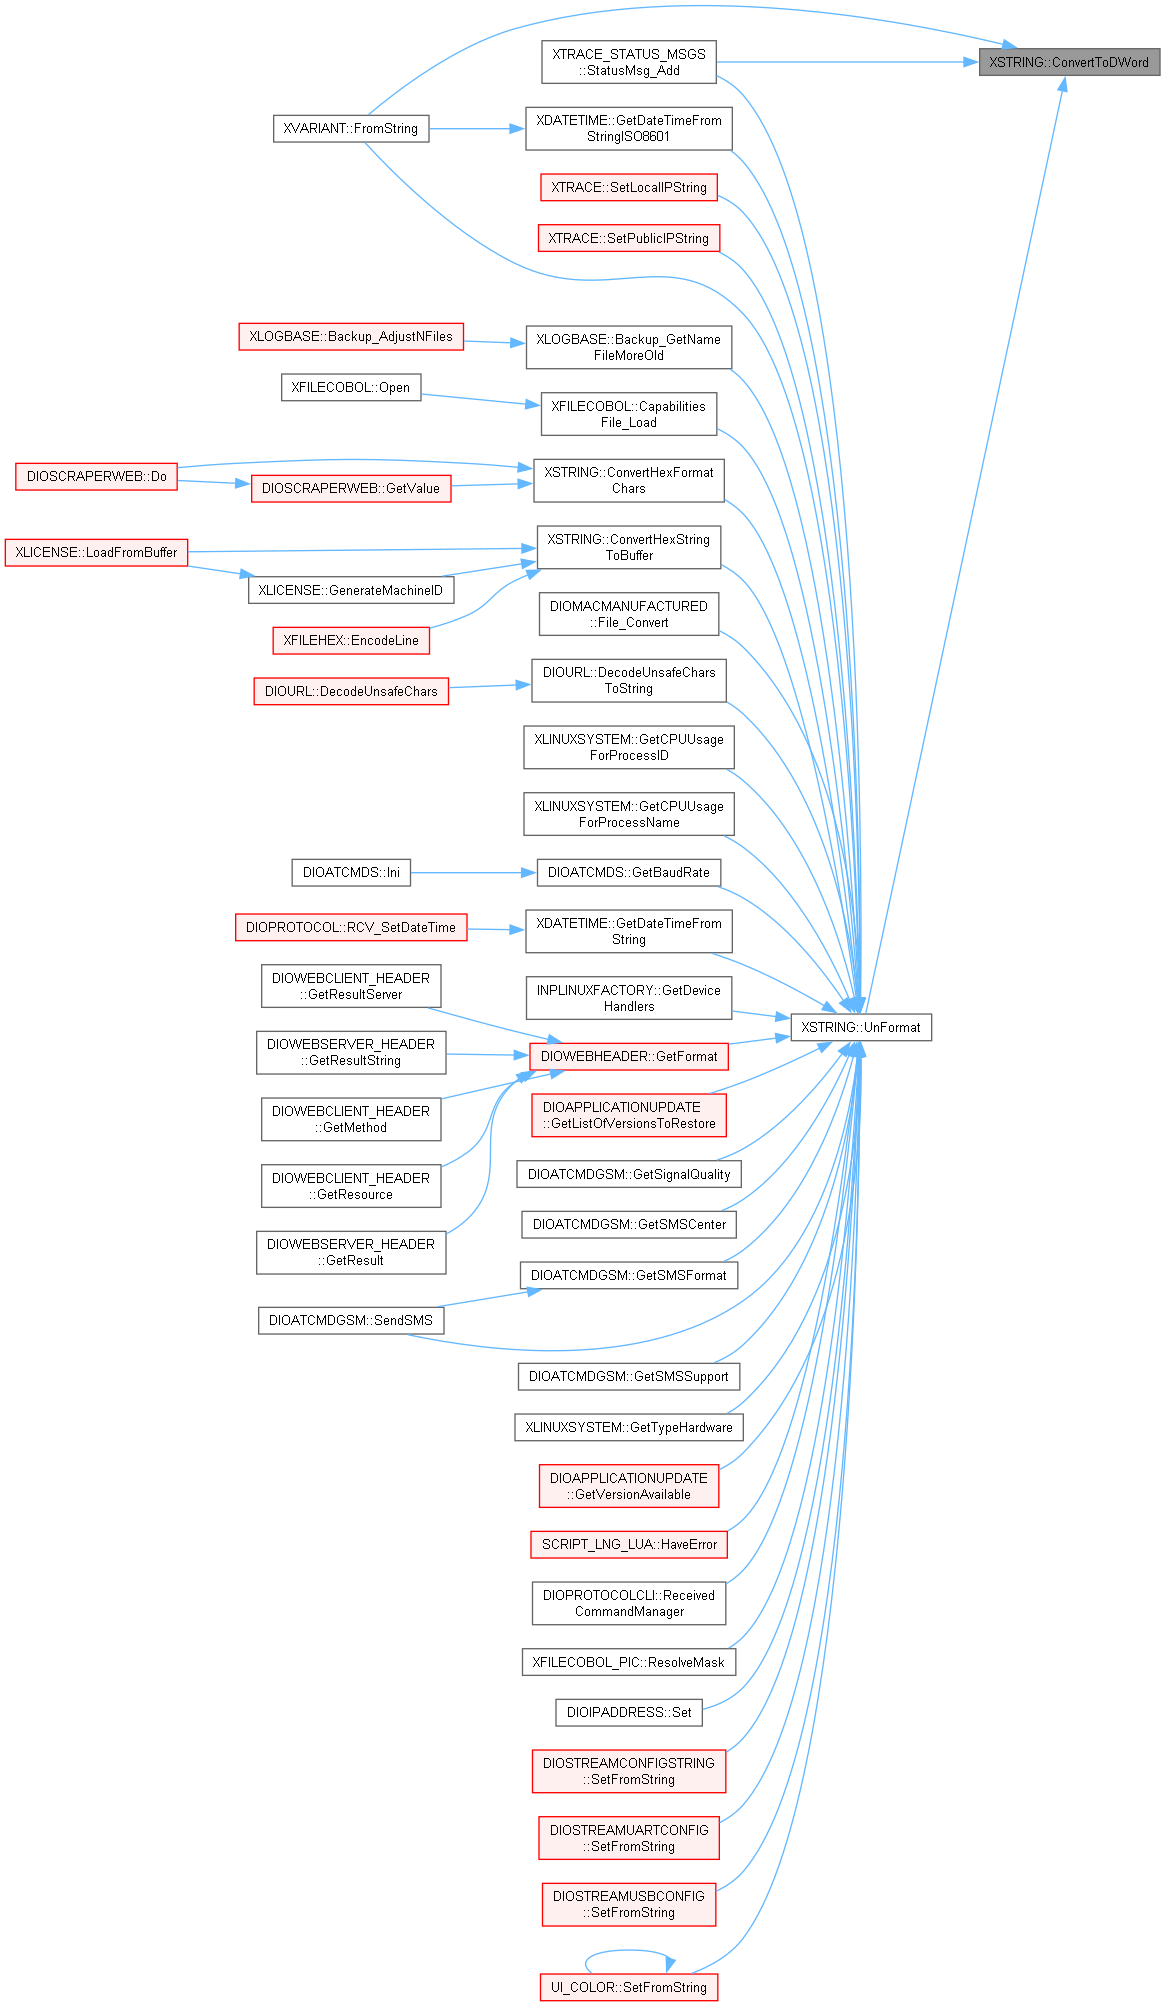 XSTRING::ConvertToDWord
XTRACE_STATUS_MSGS
::StatusMsg_Add
XVARIANT::FromString
XDATETIME::GetDateTimeFrom
StringISO8601
XTRACE::SetLocalIPString
XTRACE::SetPublicIPString
XLOGBASE::Backup_AdjustNFiles
XLOGBASE::Backup_GetName
FileMoreOld
XFILECOBOL::Open
XFILECOBOL::Capabilities
File_Load
DIOSCRAPERWEB::Do
DIOSCRAPERWEB::GetValue
XSTRING::ConvertHexFormat
Chars
XLICENSE::LoadFromBuffer
XLICENSE::GenerateMachineID
XSTRING::ConvertHexString
ToBuffer
XFILEHEX::EncodeLine
DIOMACMANUFACTURED
::File_Convert
DIOURL::DecodeUnsafeChars
DIOURL::DecodeUnsafeChars
ToString
XLINUXSYSTEM::GetCPUUsage
ForProcessID
XLINUXSYSTEM::GetCPUUsage
ForProcessName
DIOATCMDS::Ini
DIOATCMDS::GetBaudRate
DIOPROTOCOL::RCV_SetDateTime
XDATETIME::GetDateTimeFrom
String
DIOWEBCLIENT_HEADER
::GetResultServer
INPLINUXFACTORY::GetDevice
Handlers
XSTRING::UnFormat
DIOWEBSERVER_HEADER
::GetResultString
DIOWEBHEADER::GetFormat
DIOWEBCLIENT_HEADER
::GetMethod
DIOAPPLICATIONUPDATE
::GetListOfVersionsToRestore
DIOWEBCLIENT_HEADER
::GetResource
DIOATCMDGSM::GetSignalQuality
DIOATCMDGSM::GetSMSCenter
DIOWEBSERVER_HEADER
::GetResult
DIOATCMDGSM::GetSMSFormat
DIOATCMDGSM::SendSMS
DIOATCMDGSM::GetSMSSupport
XLINUXSYSTEM::GetTypeHardware
DIOAPPLICATIONUPDATE
::GetVersionAvailable
SCRIPT_LNG_LUA::HaveError
DIOPROTOCOLCLI::Received
CommandManager
XFILECOBOL_PIC::ResolveMask
DIOIPADDRESS::Set
DIOSTREAMCONFIGSTRING
::SetFromString
DIOSTREAMUARTCONFIG
::SetFromString
DIOSTREAMUSBCONFIG
::SetFromString
UI_COLOR::SetFromString